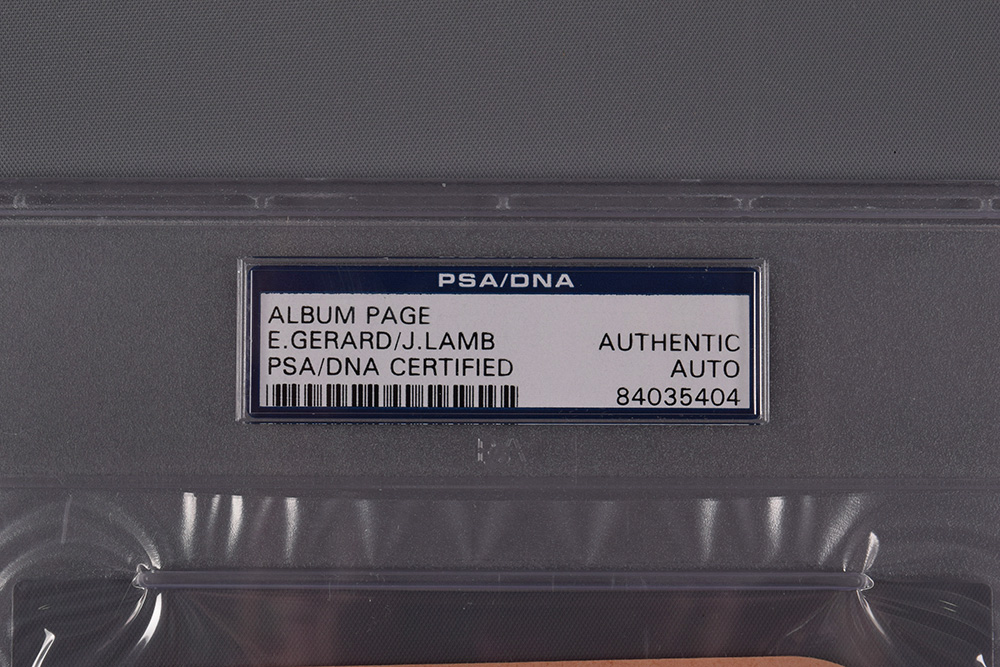 PSA/DNA
ALBUM PAGE
E.GERARD/J.LAMB
PSA/DNA CERTIFIED
AUTHENTIC
AUTO
84035404